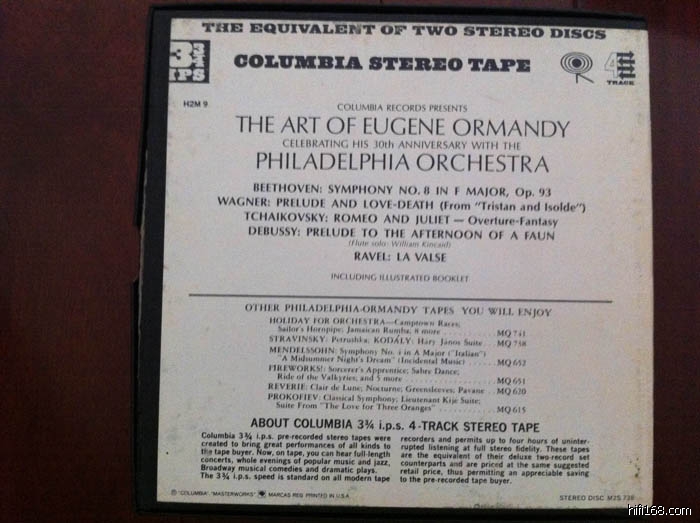 THE EQUIVALENT OF TWO STEREO DISCS
3¾ IPS
COLUMBIA STEREO TAPE
4 TRACK
H2M 9
COLUMBIA RECORDS PRESENTS
THE ART OF EUGENE ORMANDY
CELEBRATING HIS 30th ANNIVERSARY WITH THE
PHILADELPHIA ORCHESTRA
BEETHOVEN: SYMPHONY NO. 8 IN F MAJOR, Op. 93
WAGNER: PRELUDE AND LOVE-DEATH (From "Tristan and Isolde")
TCHAIKOVSKY: ROMEO AND JULIET — Overture-Fantasy
DEBUSSY: PRELUDE TO THE AFTERNOON OF A FAUN
(Flute solo: William Kincaid)
RAVEL: LA VALSE
INCLUDING ILLUSTRATED BOOKLET
OTHER PHILADELPHIA-ORMANDY TAPES YOU WILL ENJOY
HOLIDAY FOR ORCHESTRA—Camptown Races;
Sailor's Hornpipe; Jamaican Rumba, 8 more . . . . . . . . . . MQ 741
STRAVINSKY: Petrushka; KODÁLY: Háry János Suite . . . MQ 758
MENDELSSOHN: Symphony No. 4 in A Major ("Italian")
"A Midsummer Night's Dream" (Incidental Music) . . . . . . MQ 652
FIREWORKS!: Sorcerer's Apprentice; Sabre Dance;
Ride of the Valkyries; and 5 more . . . . . . . . . . . . . . MQ 651
REVERIE: Clair de Lune; Nocturne; Greensleeves; Pavane . . MQ 620
PROKOFIEV: Classical Symphony; Lieutenant Kije Suite;
Suite From "The Love for Three Oranges" . . . . . . . . . . MQ 615
ABOUT COLUMBIA 3¾ i.p.s. 4-TRACK STEREO TAPE
Columbia 3¾ i.p.s. pre-recorded stereo tapes were
created to bring great performances of all kinds to
the tape buyer. Now, on tape, you can hear full-length
concerts, whole evenings of popular music and jazz,
Broadway musical comedies and dramatic plays.
The 3¾ i.p.s. speed is standard on all modern tape
recorders and permits up to four hours of uninter-
rupted listening at full stereo fidelity. These tapes
are the equivalent of their deluxe two-record set
counterparts and are priced at the same suggested
retail price, thus permitting an appreciable saving
to the pre-recorded tape buyer.
® "COLUMBIA", "MASTERWORKS", MARCAS REG. PRINTED IN U.S.A.
STEREO DISC M2S 738
hifi168.com